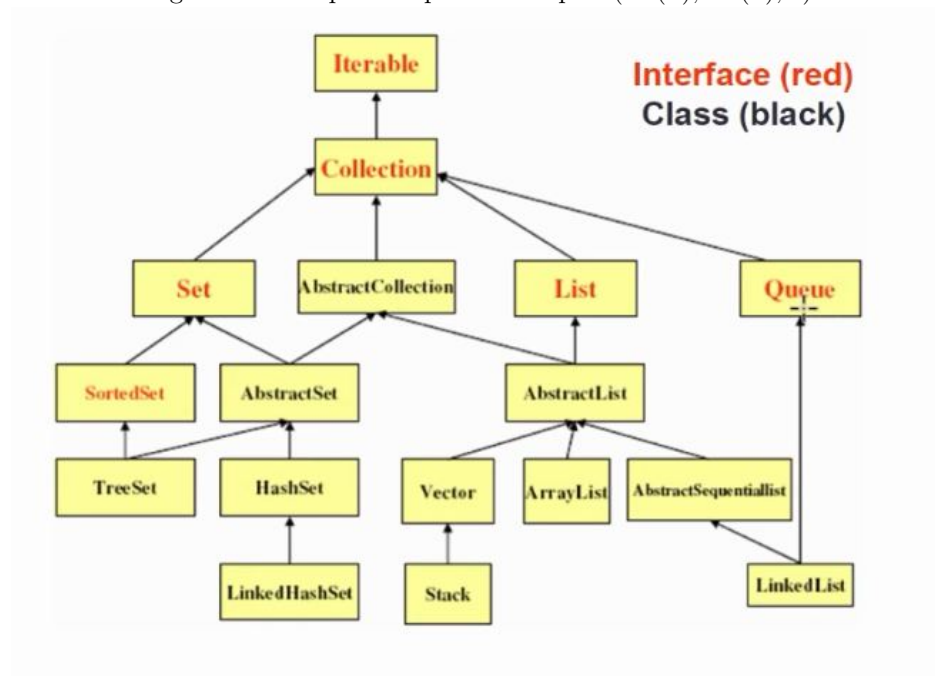 Iterable
Interface (red)
Class (black)
Collection
Set
AbstractCollection
List
Queue
SortedSet
AbstractSet
AbstractList
TreeSet
HashSet
Vector
ArrayList
AbstractSequentiallist
LinkedHashSet
Stack
LinkedList